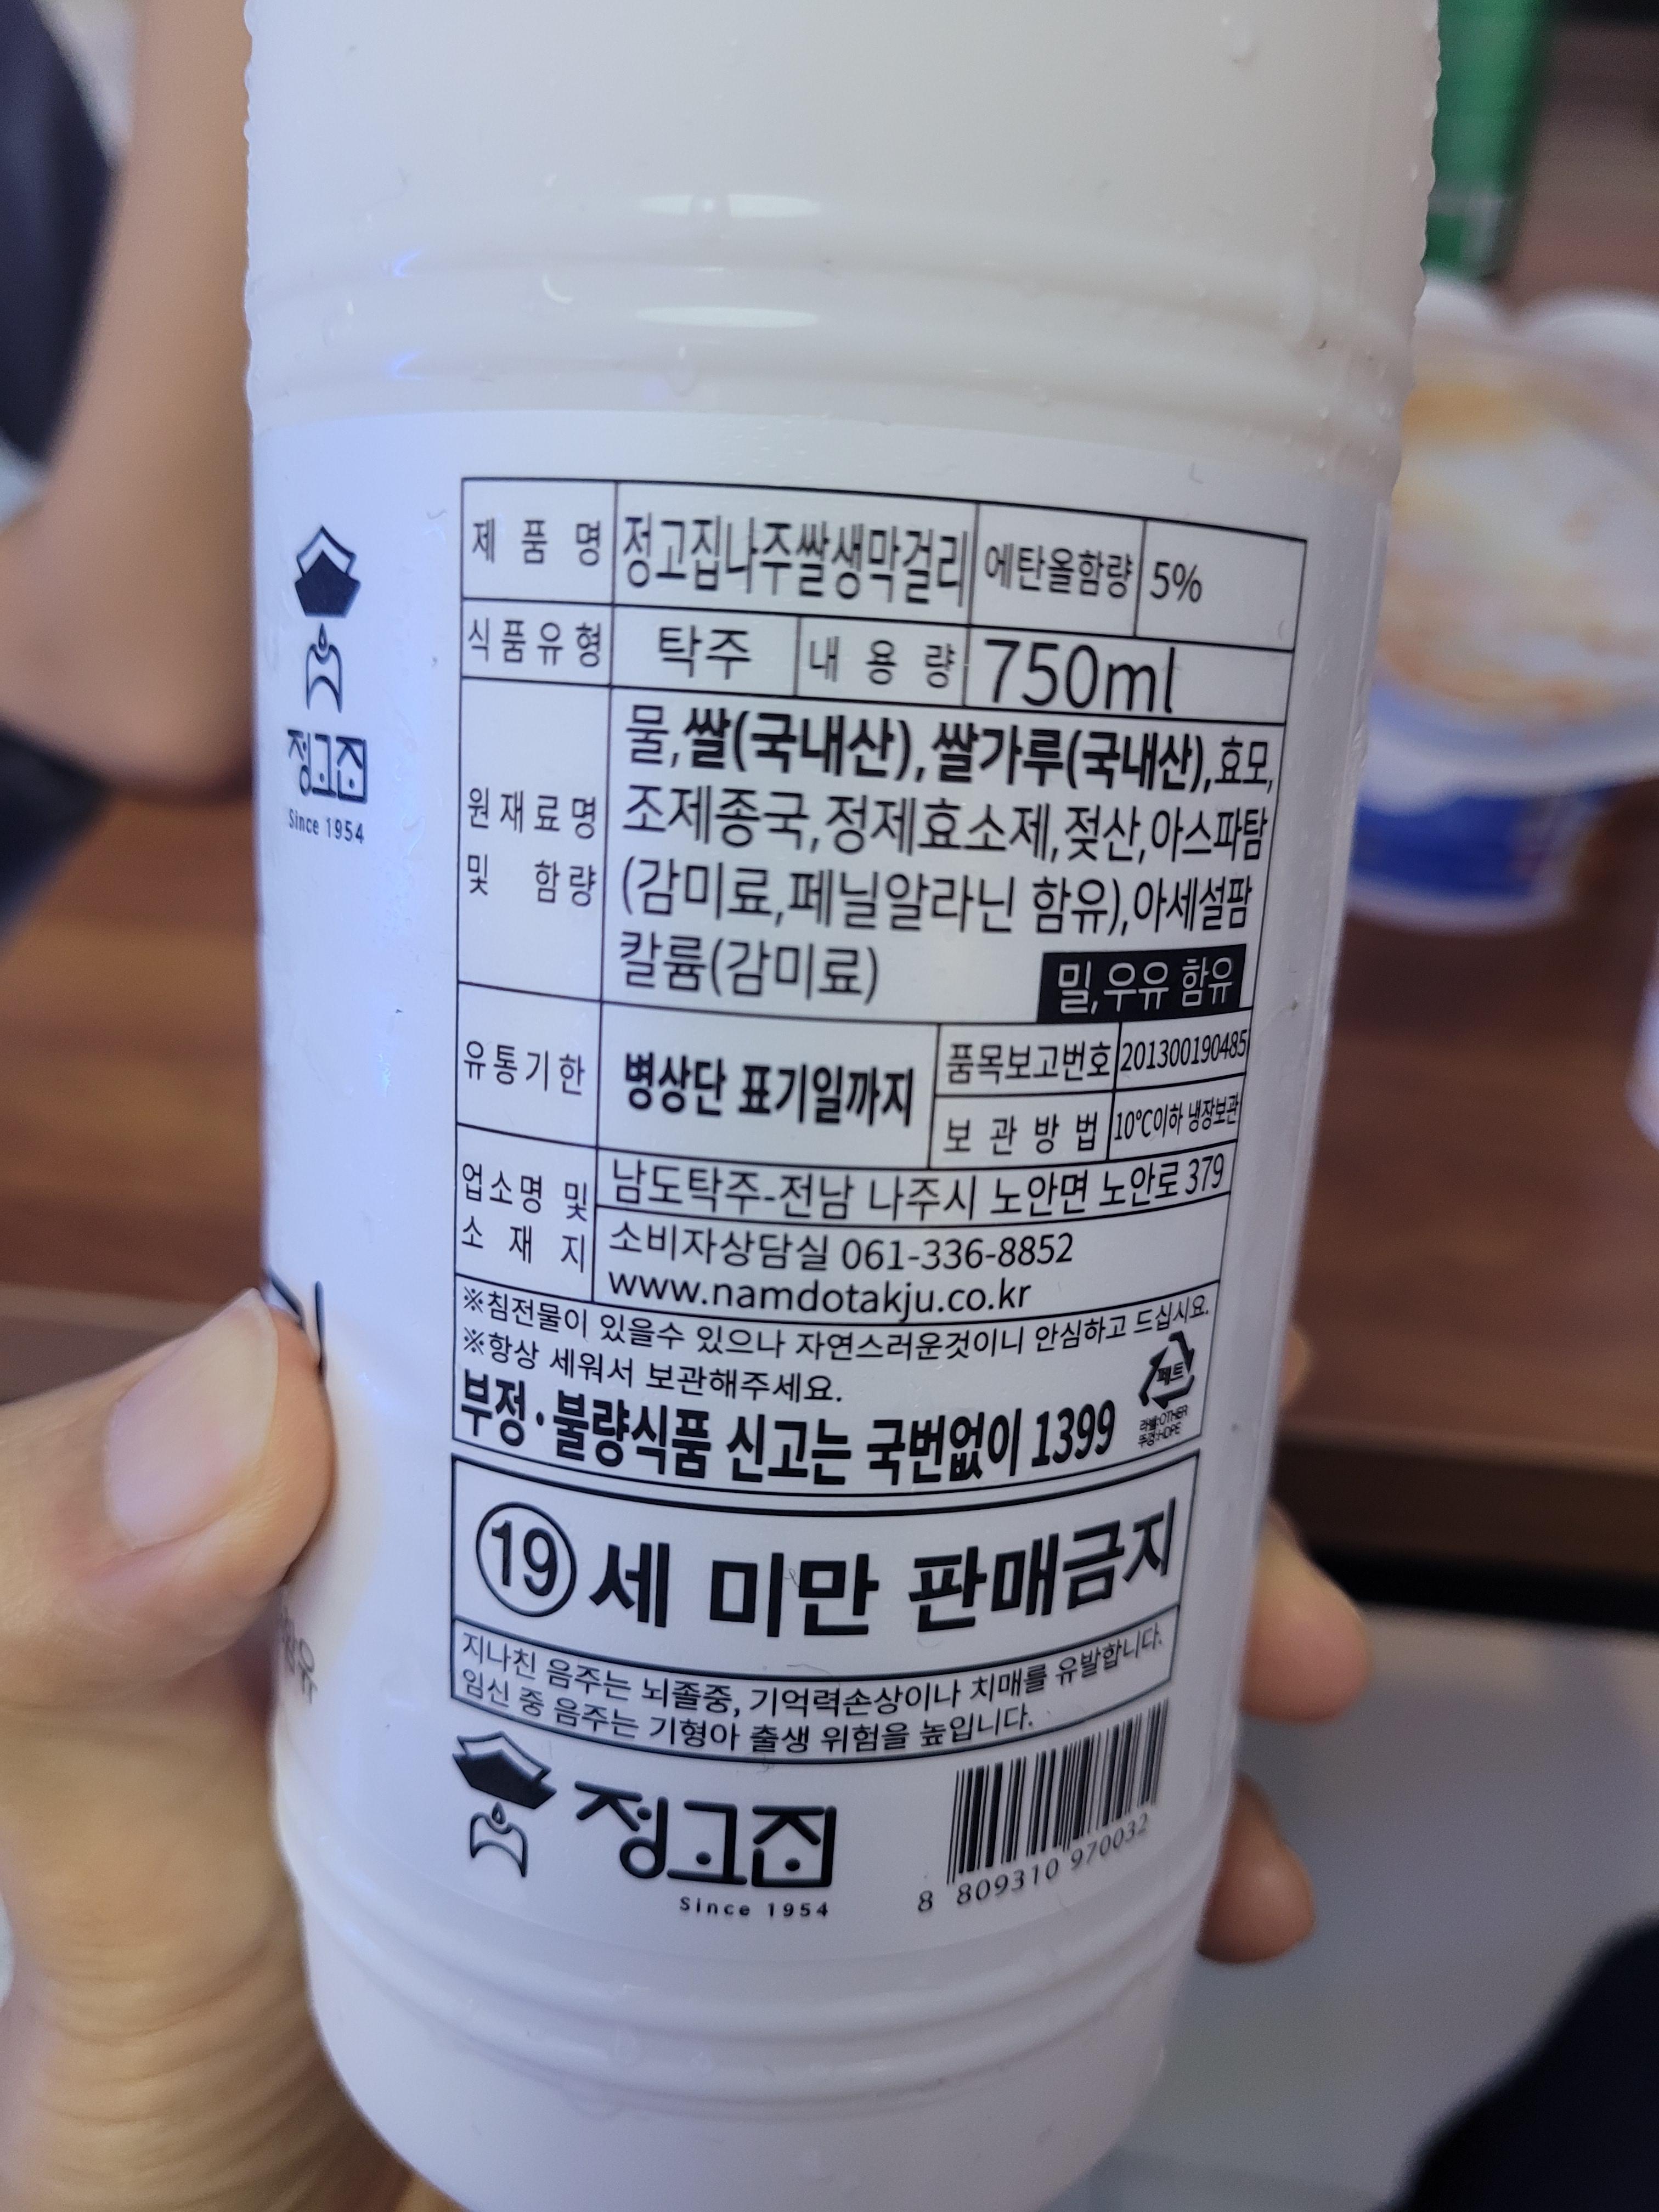 정고집
Since 1954
제 품 명 정고집나주쌀생막걸리 에탄올함량 5%
식품유형 탁주 내 용 량 750ml
원재료명 및 함량
물,쌀(국내산),쌀가루(국내산),효모,
조제종국,정제효소제,젖산,아스파탐
(감미료,페닐알라닌 함유),아세설팜
칼륨(감미료)
밀,우유 함유
유통기한 병상단 표기일까지
품목보고번호 201300190485
보 관 방 법 10℃이하 냉장보관
업소명 및 소 재 지
남도탁주-전남 나주시 노안면 노안로 379
소비자상담실 061-336-8852
www.namdotakju.co.kr
※침전물이 있을수 있으나 자연스러운것이니 안심하고 드십시요.
※항상 세워서 보관해주세요.
부정·불량식품 신고는 국번없이 1399
페트
라벨:OTHER
뚜껑:HDPE
19세 미만 판매금지
지나친 음주는 뇌졸중, 기억력손상이나 치매를 유발합니다.
임신 중 음주는 기형아 출생 위험을 높입니다.
정고집
Since 1954
8 809310 970032
함유